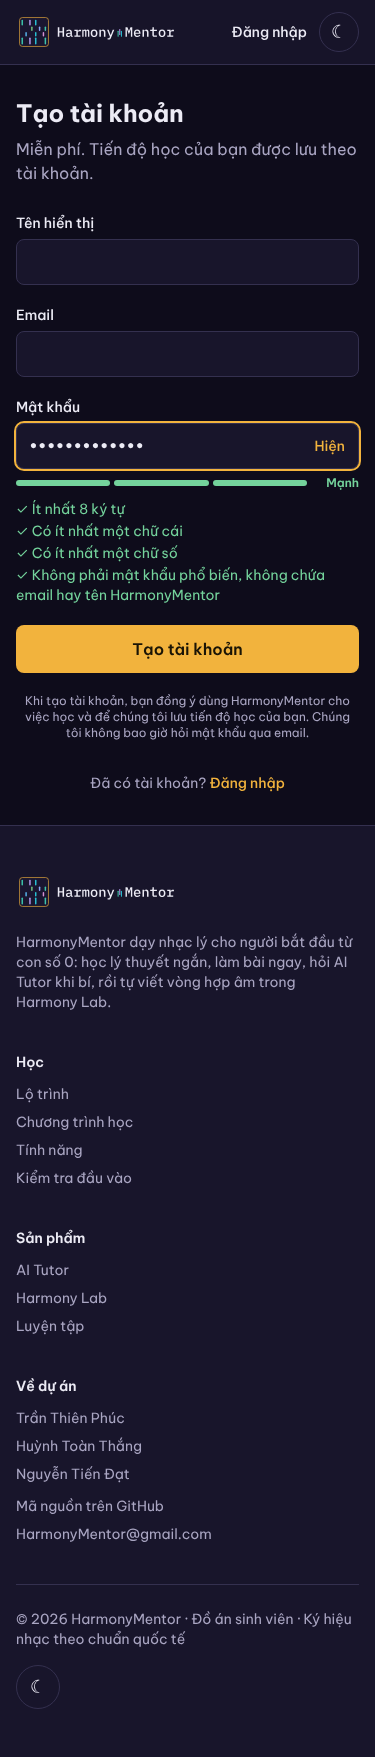 Harmony Mentor
Đăng nhập
Tạo tài khoản
Miễn phí. Tiến độ học của bạn được lưu theo
tài khoản.
Tên hiển thị
Email
Mật khẩu
•••••••••••••
Hiện
Mạnh
✓ Ít nhất 8 ký tự
✓ Có ít nhất một chữ cái
✓ Có ít nhất một chữ số
✓ Không phải mật khẩu phổ biến, không chứa
email hay tên HarmonyMentor
Tạo tài khoản
Khi tạo tài khoản, bạn đồng ý dùng HarmonyMentor cho
việc học và để chúng tôi lưu tiến độ học của bạn. Chúng
tôi không bao giờ hỏi mật khẩu qua email.
Đã có tài khoản? Đăng nhập
Harmony Mentor
HarmonyMentor dạy nhạc lý cho người bắt đầu từ
con số 0: học lý thuyết ngắn, làm bài ngay, hỏi AI
Tutor khi bí, rồi tự viết vòng hợp âm trong
Harmony Lab.
Học
Lộ trình
Chương trình học
Tính năng
Kiểm tra đầu vào
Sản phẩm
AI Tutor
Harmony Lab
Luyện tập
Về dự án
Trần Thiên Phúc
Huỳnh Toàn Thắng
Nguyễn Tiến Đạt
Mã nguồn trên GitHub
HarmonyMentor@gmail.com
© 2026 HarmonyMentor · Đồ án sinh viên · Ký hiệu
nhạc theo chuẩn quốc tế